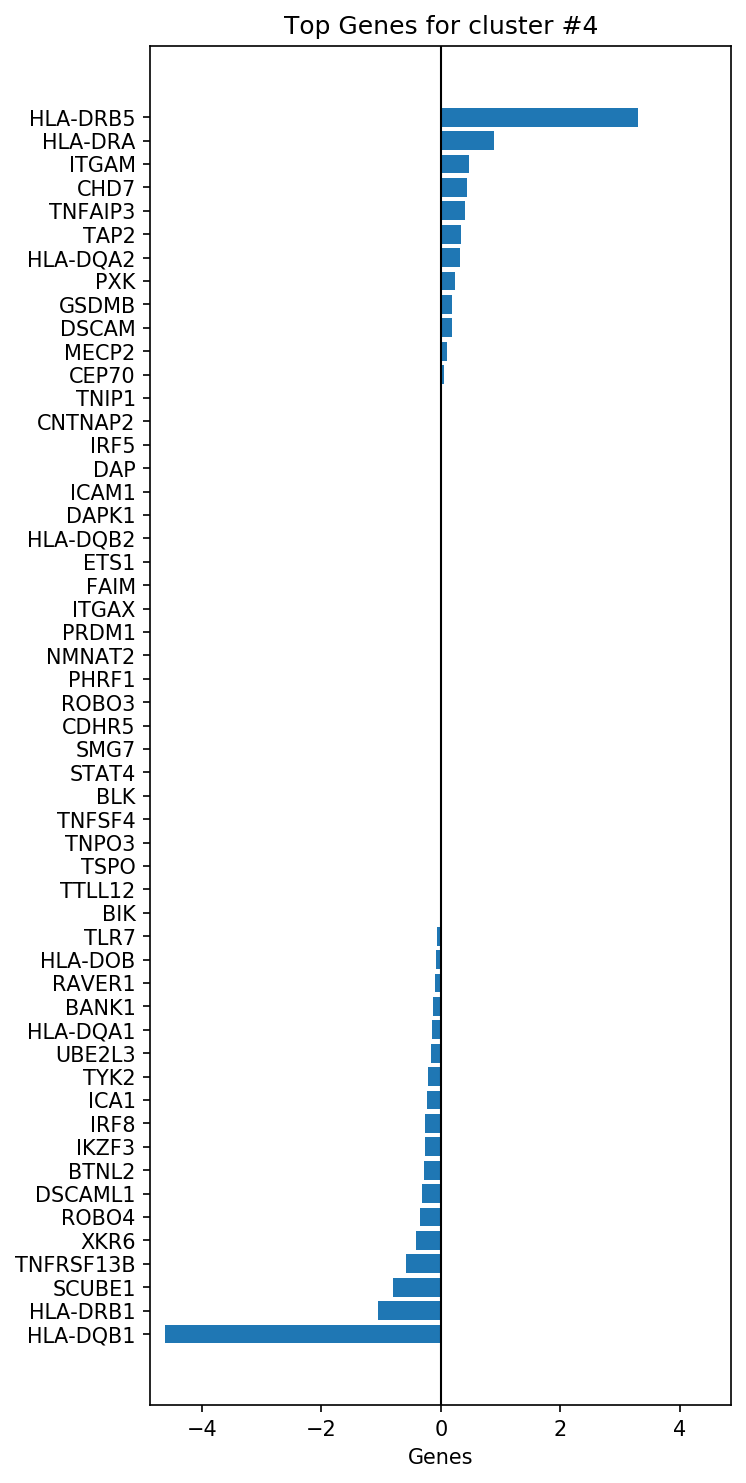 Top Genes for cluster #4
HLA-DRB5
HLA-DRA
ITGAM
CHD7
TNFAIP3
TAP2
HLA-DQA2
PXK
GSDMB
DSCAM
MECP2
CEP70
TNIP1
CNTNAP2
IRF5
DAP
ICAM1
DAPK1
HLA-DQB2
ETS1
FAIM
ITGAX
PRDM1
NMNAT2
PHRF1
ROBO3
CDHR5
SMG7
STAT4
BLK
TNFSF4
TNPO3
TSPO
TTLL12
BIK
TLR7
HLA-DOB
RAVER1
BANK1
HLA-DQA1
UBE2L3
TYK2
ICA1
IRF8
IKZF3
BTNL2
DSCAML1
ROBO4
XKR6
TNFRSF13B
SCUBE1
HLA-DRB1
HLA-DQB1
−4 −2 0 2 4
Genes